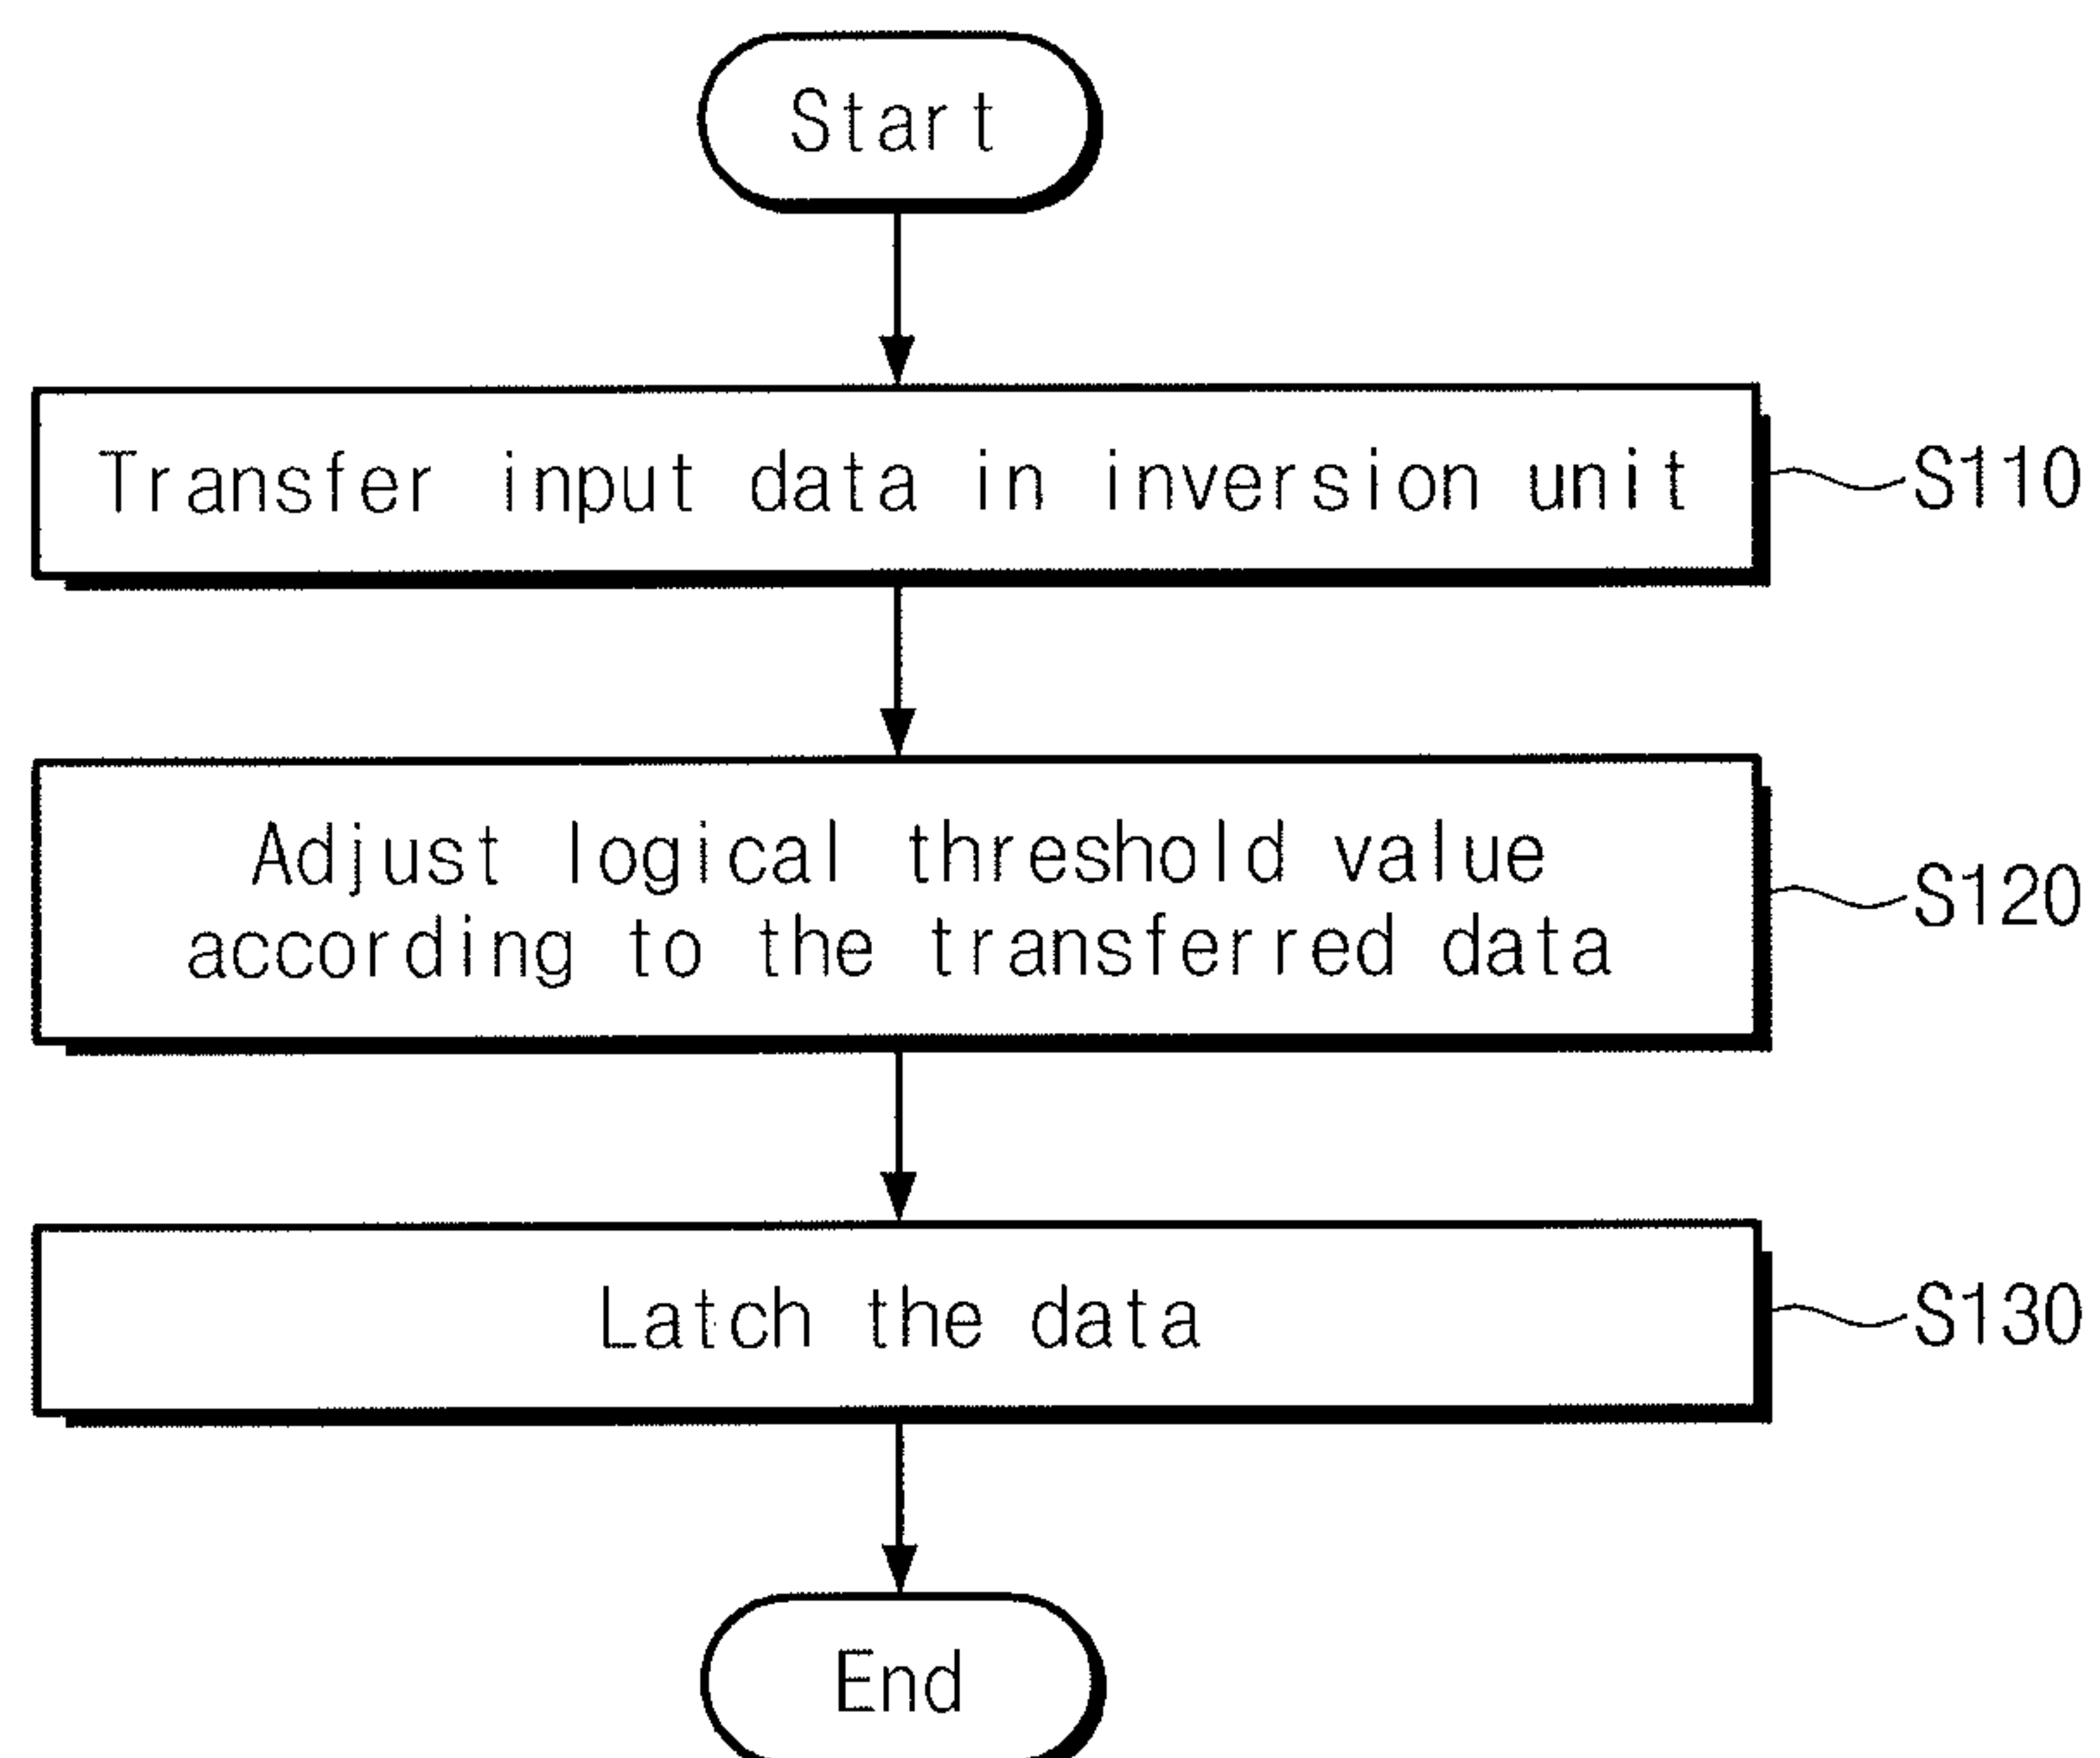 Start
Transfer input data in inversion unit
S110
Adjust logical threshold value
according to the transferred data
S120
Latch the data
S130
End